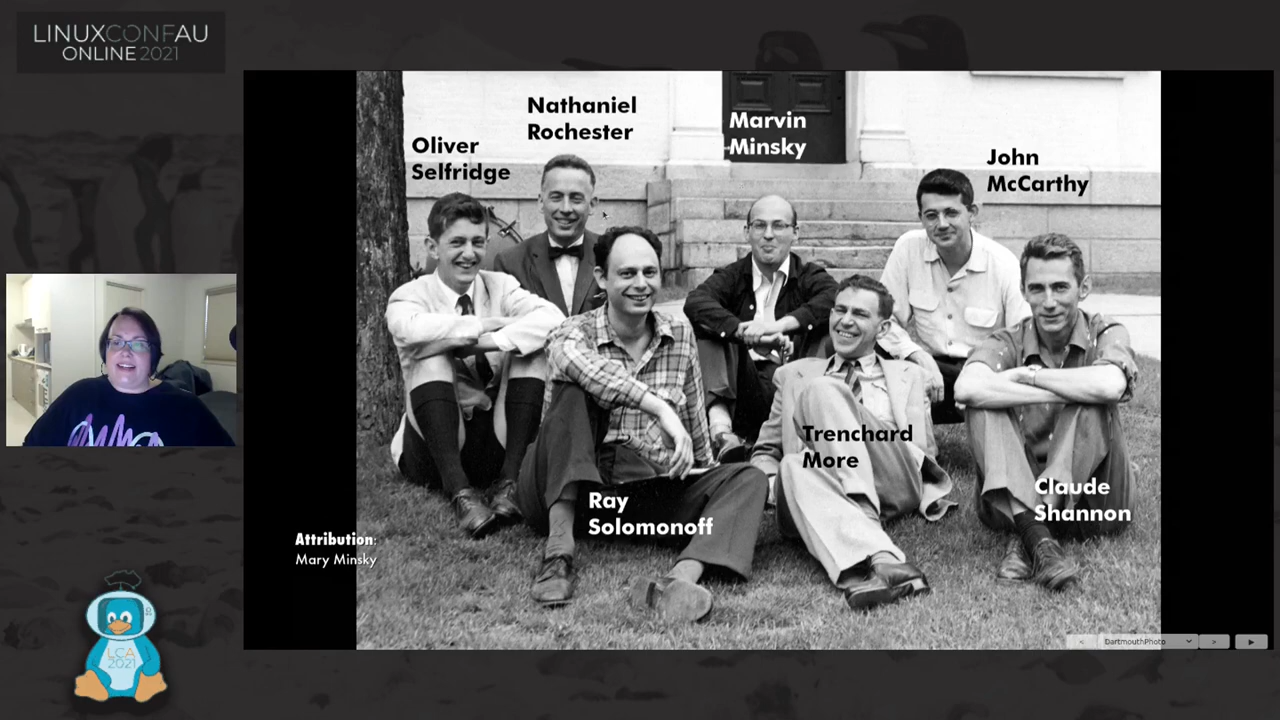 LINUXCONFAU
ONLINE 2021
Nathaniel
Rochester
Marvin
Minsky
Oliver
Selfridge
John
McCarthy
Trenchard
More
Ray
Solomonoff
Claude
Shannon
Attribution:
Mary Minsky
LCA
2021
< DartmouthPhoto >